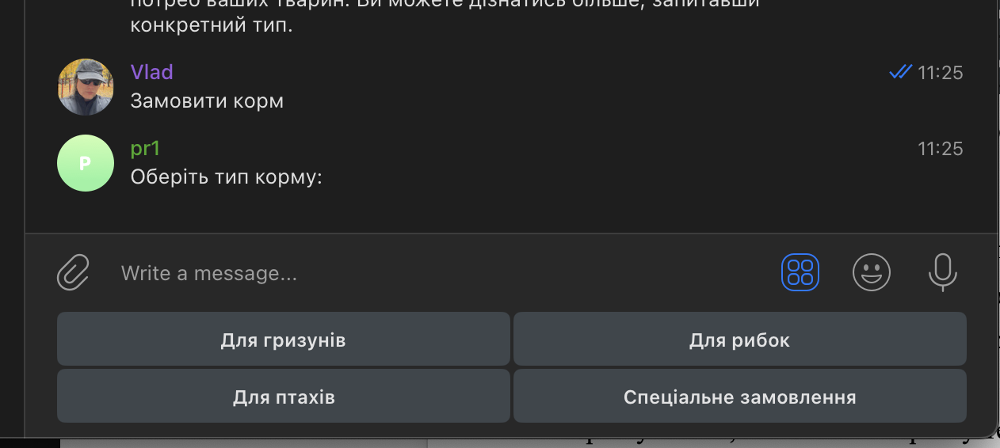 потреб ваших тварин. Ви можете дізнатись більше, запитавши
конкретний тип.
Vlad
11:25
Замовити корм
P
pr1
11:25
Оберіть тип корму:
Write a message...
Для гризунів
Для рибок
Для птахів
Спеціальне замовлення